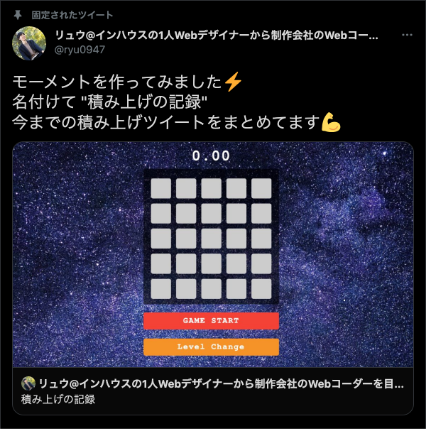 固定されたツイート
リュウ@インハウスの1人Webデザイナーから制作会社のWebコー...
@ryu0947
モーメントを作ってみました⚡
名付けて "積み上げの記録"
今までの積み上げツイートをまとめてます💪
0.00
GAME START
Level Change
リュウ@インハウスの1人Webデザイナーから制作会社のWebコーダーを目...
積み上げの記録